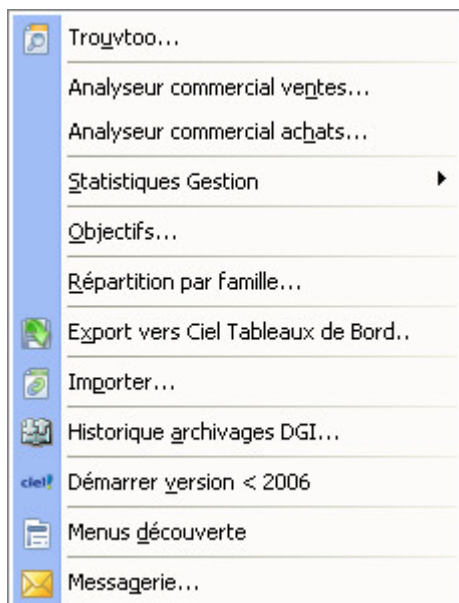 Trouvtoo...
Analyseur commercial ventes...
Analyseur commercial achats...
Statistiques Gestion
Objectifs...
Répartition par famille...
Export vers Ciel Tableaux de Bord..
Importer...
Historique archivages DGI...
ciel! Démarrer version < 2006
Menus découverte
Messagerie...